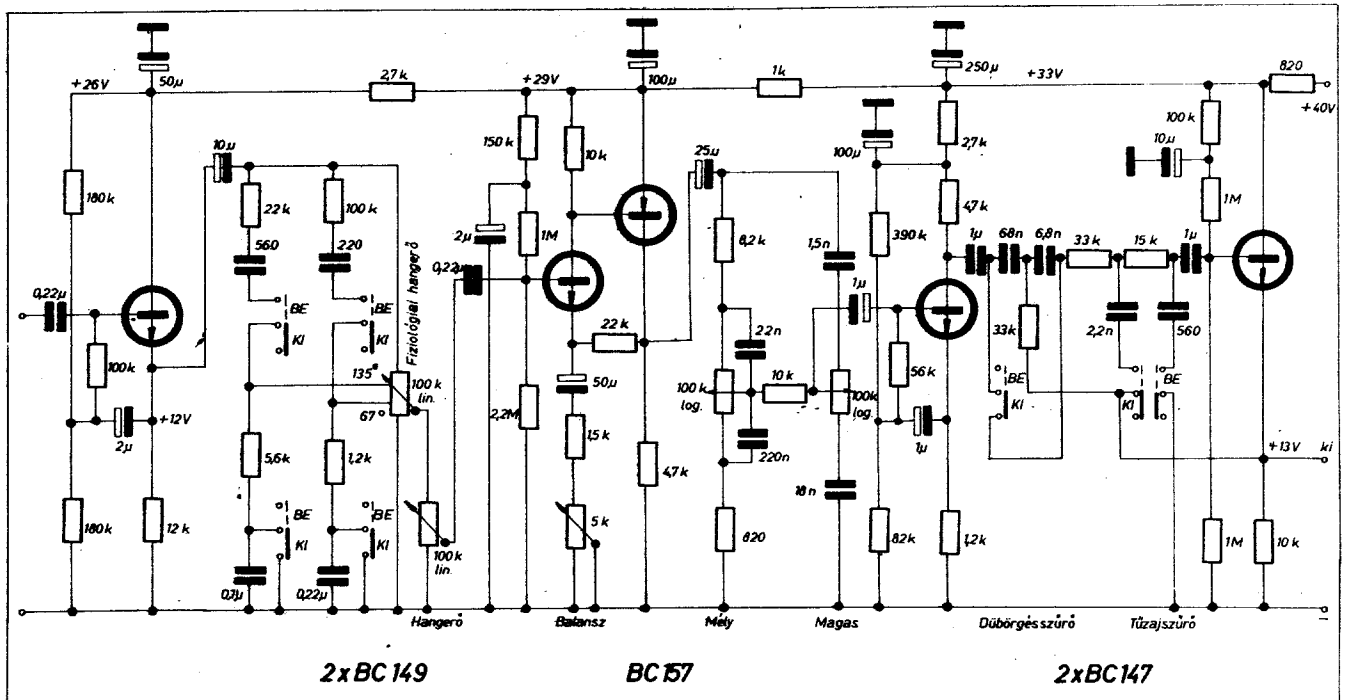 50µ
100µ
250µ
+26V
2,7k
+29V
1k
+33V
820
+40V
10µ
150k
10k
25µ
100µ
2,7k
100k
10µ
180k
22k
100k
2µ
1M
8,2k
1,5n
390k
4,7k
1M
560
220
0,22µ
1µ
1µ
68n
6,8n
33k
15k
1µ
0,22µ
BE
KI
BE
KI
Fiziológiai hangerő
22k
22n
33k
2,2n
560
100k
135°
100k
lin.
67°
50µ
100k
log.
10k
100k
log.
56k
BE
KI
BE
KI
+12V
2µ
2,2M
1,5k
220n
1µ
+13V
ki
5,6k
1,2k
4,7k
18n
180k
12k
BE
KI
BE
KI
100k
lin.
5k
820
82k
1,2k
1M
10k
0,1µ
0,22µ
Hangerő
Balansz
Mély
Magas
Dübörgésszűrő
Tűzajszűrő
2xBC149
BC157
2xBC147